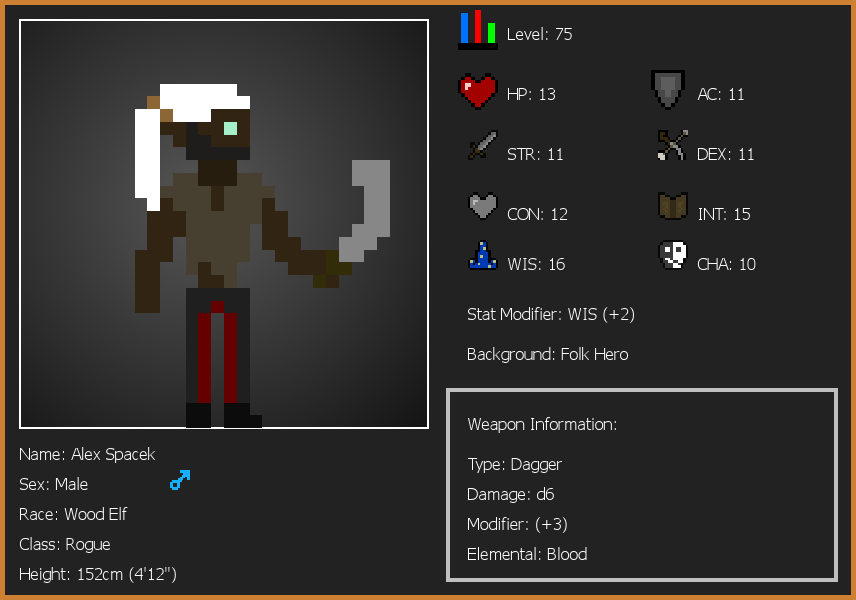 Level: 75
HP: 13
AC: 11
STR: 11
DEX: 11
CON: 12
INT: 15
WIS: 16
CHA: 10
Stat Modifier: WIS (+2)
Background: Folk Hero
Weapon Information:
Type: Dagger
Damage: d6
Modifier: (+3)
Elemental: Blood
Name: Alex Spacek
Sex: Male
Race: Wood Elf
Class: Rogue
Height: 152cm (4'12")